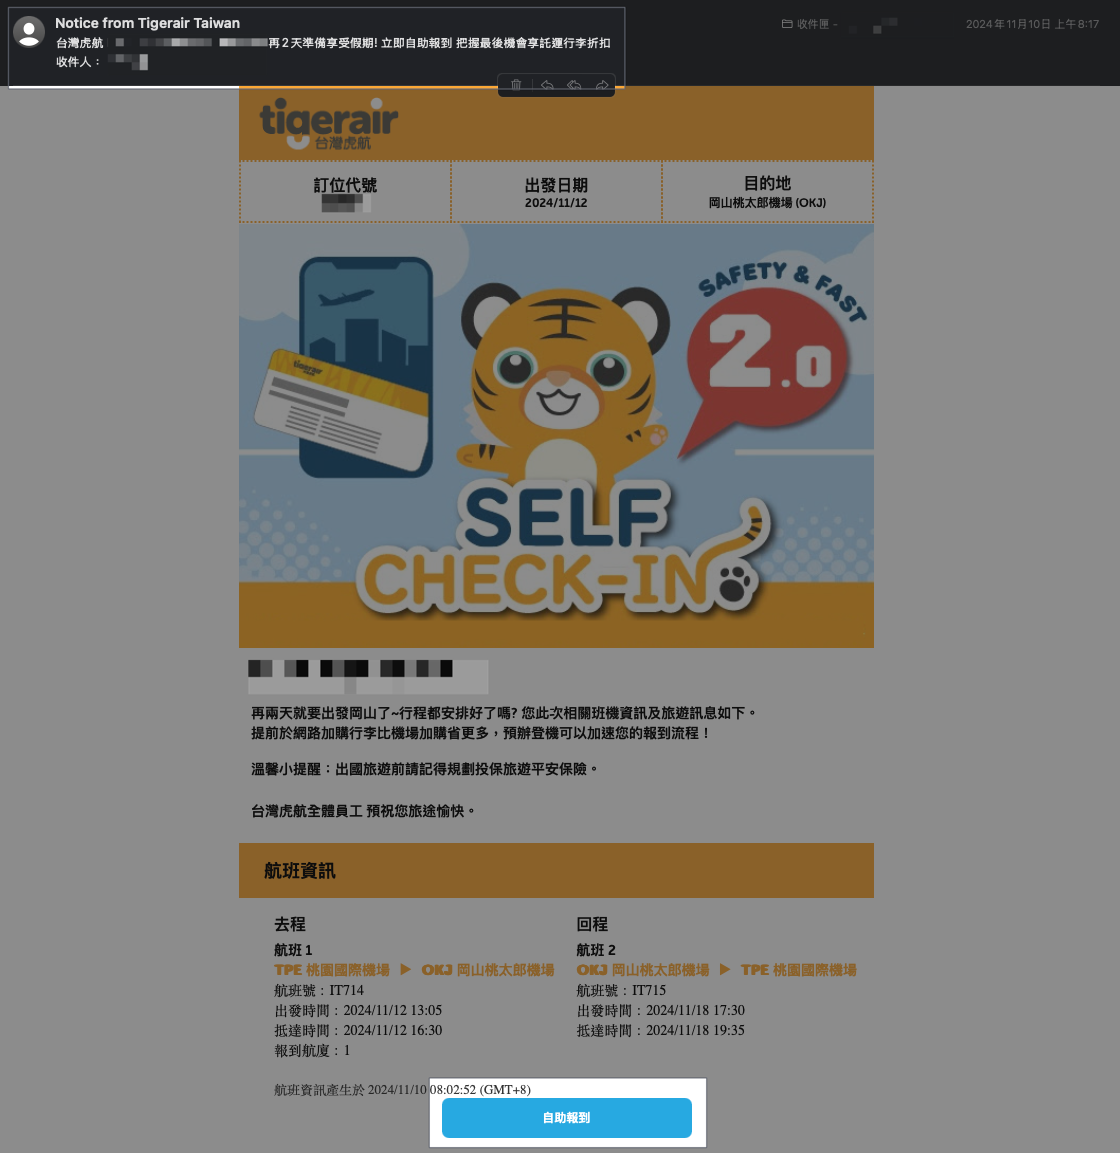 Notice from Tigerair Taiwan
收件匣 -
2024年11月10日 上午8:17
台灣虎航
再2天準備享受假期! 立即自助報到 把握最後機會享託運行李折扣
收件人：
tigerair
台灣虎航
訂位代號
出發日期
2024/11/12
目的地
岡山桃太郎機場 (OKJ)
SAFETY & FAST
2.0
tigerair
SELF
CHECK-IN
再兩天就要出發岡山了~行程都安排好了嗎? 您此次相關班機資訊及旅遊訊息如下。
提前於網路加購行李比機場加購省更多，預辦登機可以加速您的報到流程！
溫馨小提醒：出國旅遊前請記得規劃投保旅遊平安保險。
台灣虎航全體員工 預祝您旅途愉快。
航班資訊
去程
航班 1
TPE 桃園國際機場 ▶ OKJ 岡山桃太郎機場
航班號：IT714
出發時間：2024/11/12 13:05
抵達時間：2024/11/12 16:30
報到航廈：1
回程
航班 2
OKJ 岡山桃太郎機場 ▶ TPE 桃園國際機場
航班號：IT715
出發時間：2024/11/18 17:30
抵達時間：2024/11/18 19:35
航班資訊產生於 2024/11/10 08:02:52 (GMT+8)
自助報到